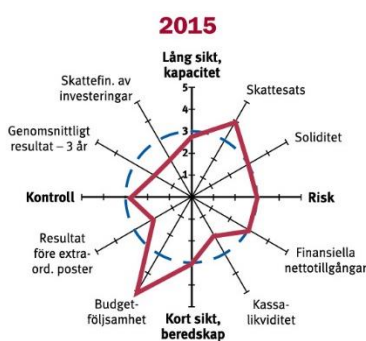 2015
Lång sikt,
kapacitet
Skattefin. av
investeringar
Skattesats
Genomsnittligt
resultat – 3 år
Soliditet
5
4
3
2
1
Kontroll
Risk
Resultat
före extra-
ord. poster
Finansiella
nettotillgångar
Budget-
följsamhet
Kassa-
likviditet
Kort sikt,
beredskap